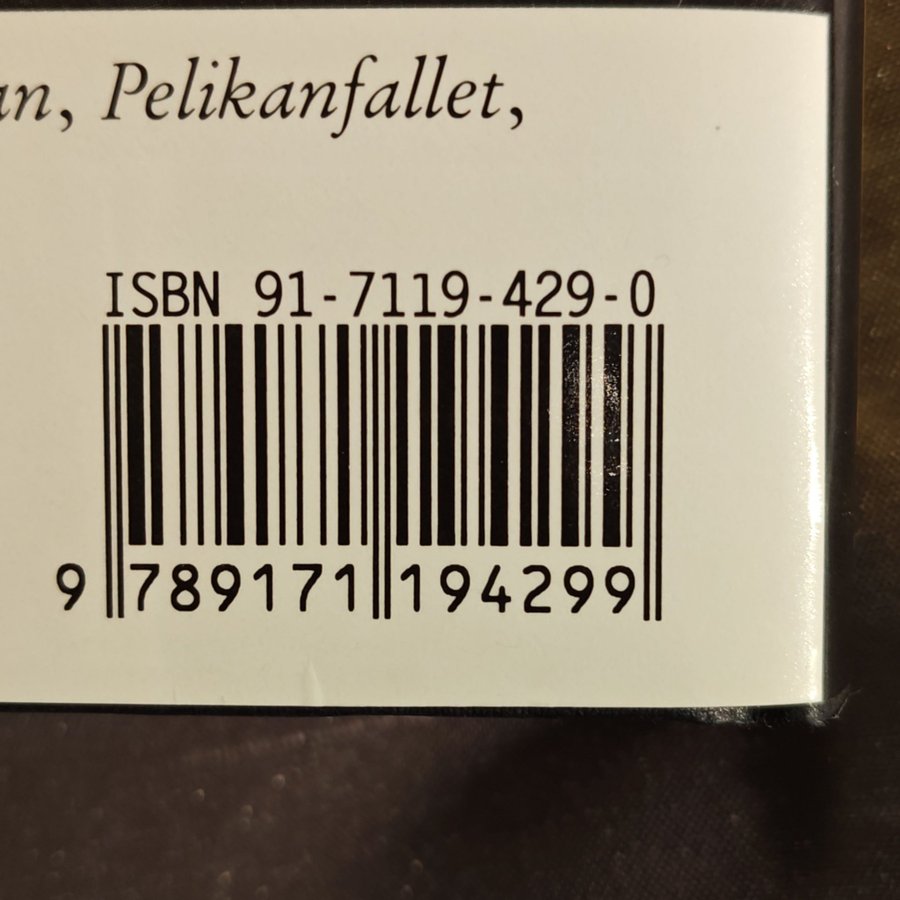 an, Pelikanfallet,
ISBN 91-7119-429-0
9 789171 194299